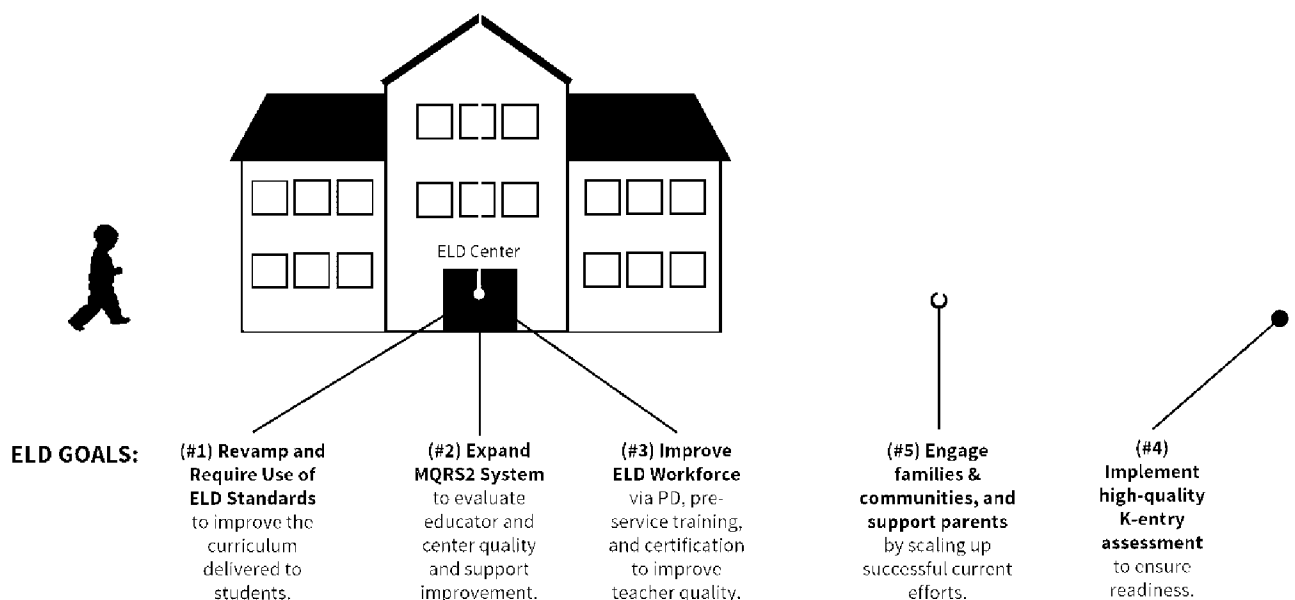 ELD Center
ELD GOALS:
(#1) Revamp and
Require Use of
ELD Standards
to improve the
curriculum
delivered to
students.
(#2) Expand
MQRS2 System
to evaluate
educator and
center quality
and support
improvement.
(#3) Improve
ELD Workforce
via PD, pre-
service training,
and certification
to improve
teacher quality.
(#5) Engage
families &
communities, and
support parents
by scaling up
successful current
efforts.
(#4)
Implement
high-quality
K-entry
assessment
to ensure
readiness.